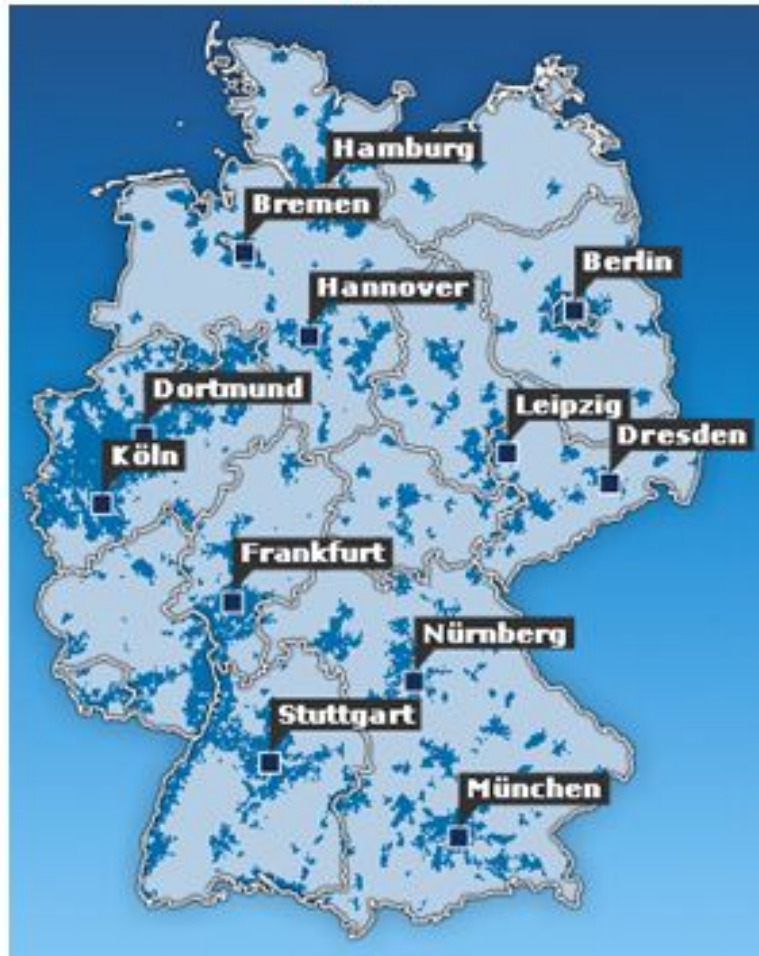 Hamburg
Bremen
Berlin
Hannover
Dortmund
Leipzig
Dresden
Köln
Frankfurt
Nürnberg
Stuttgart
München